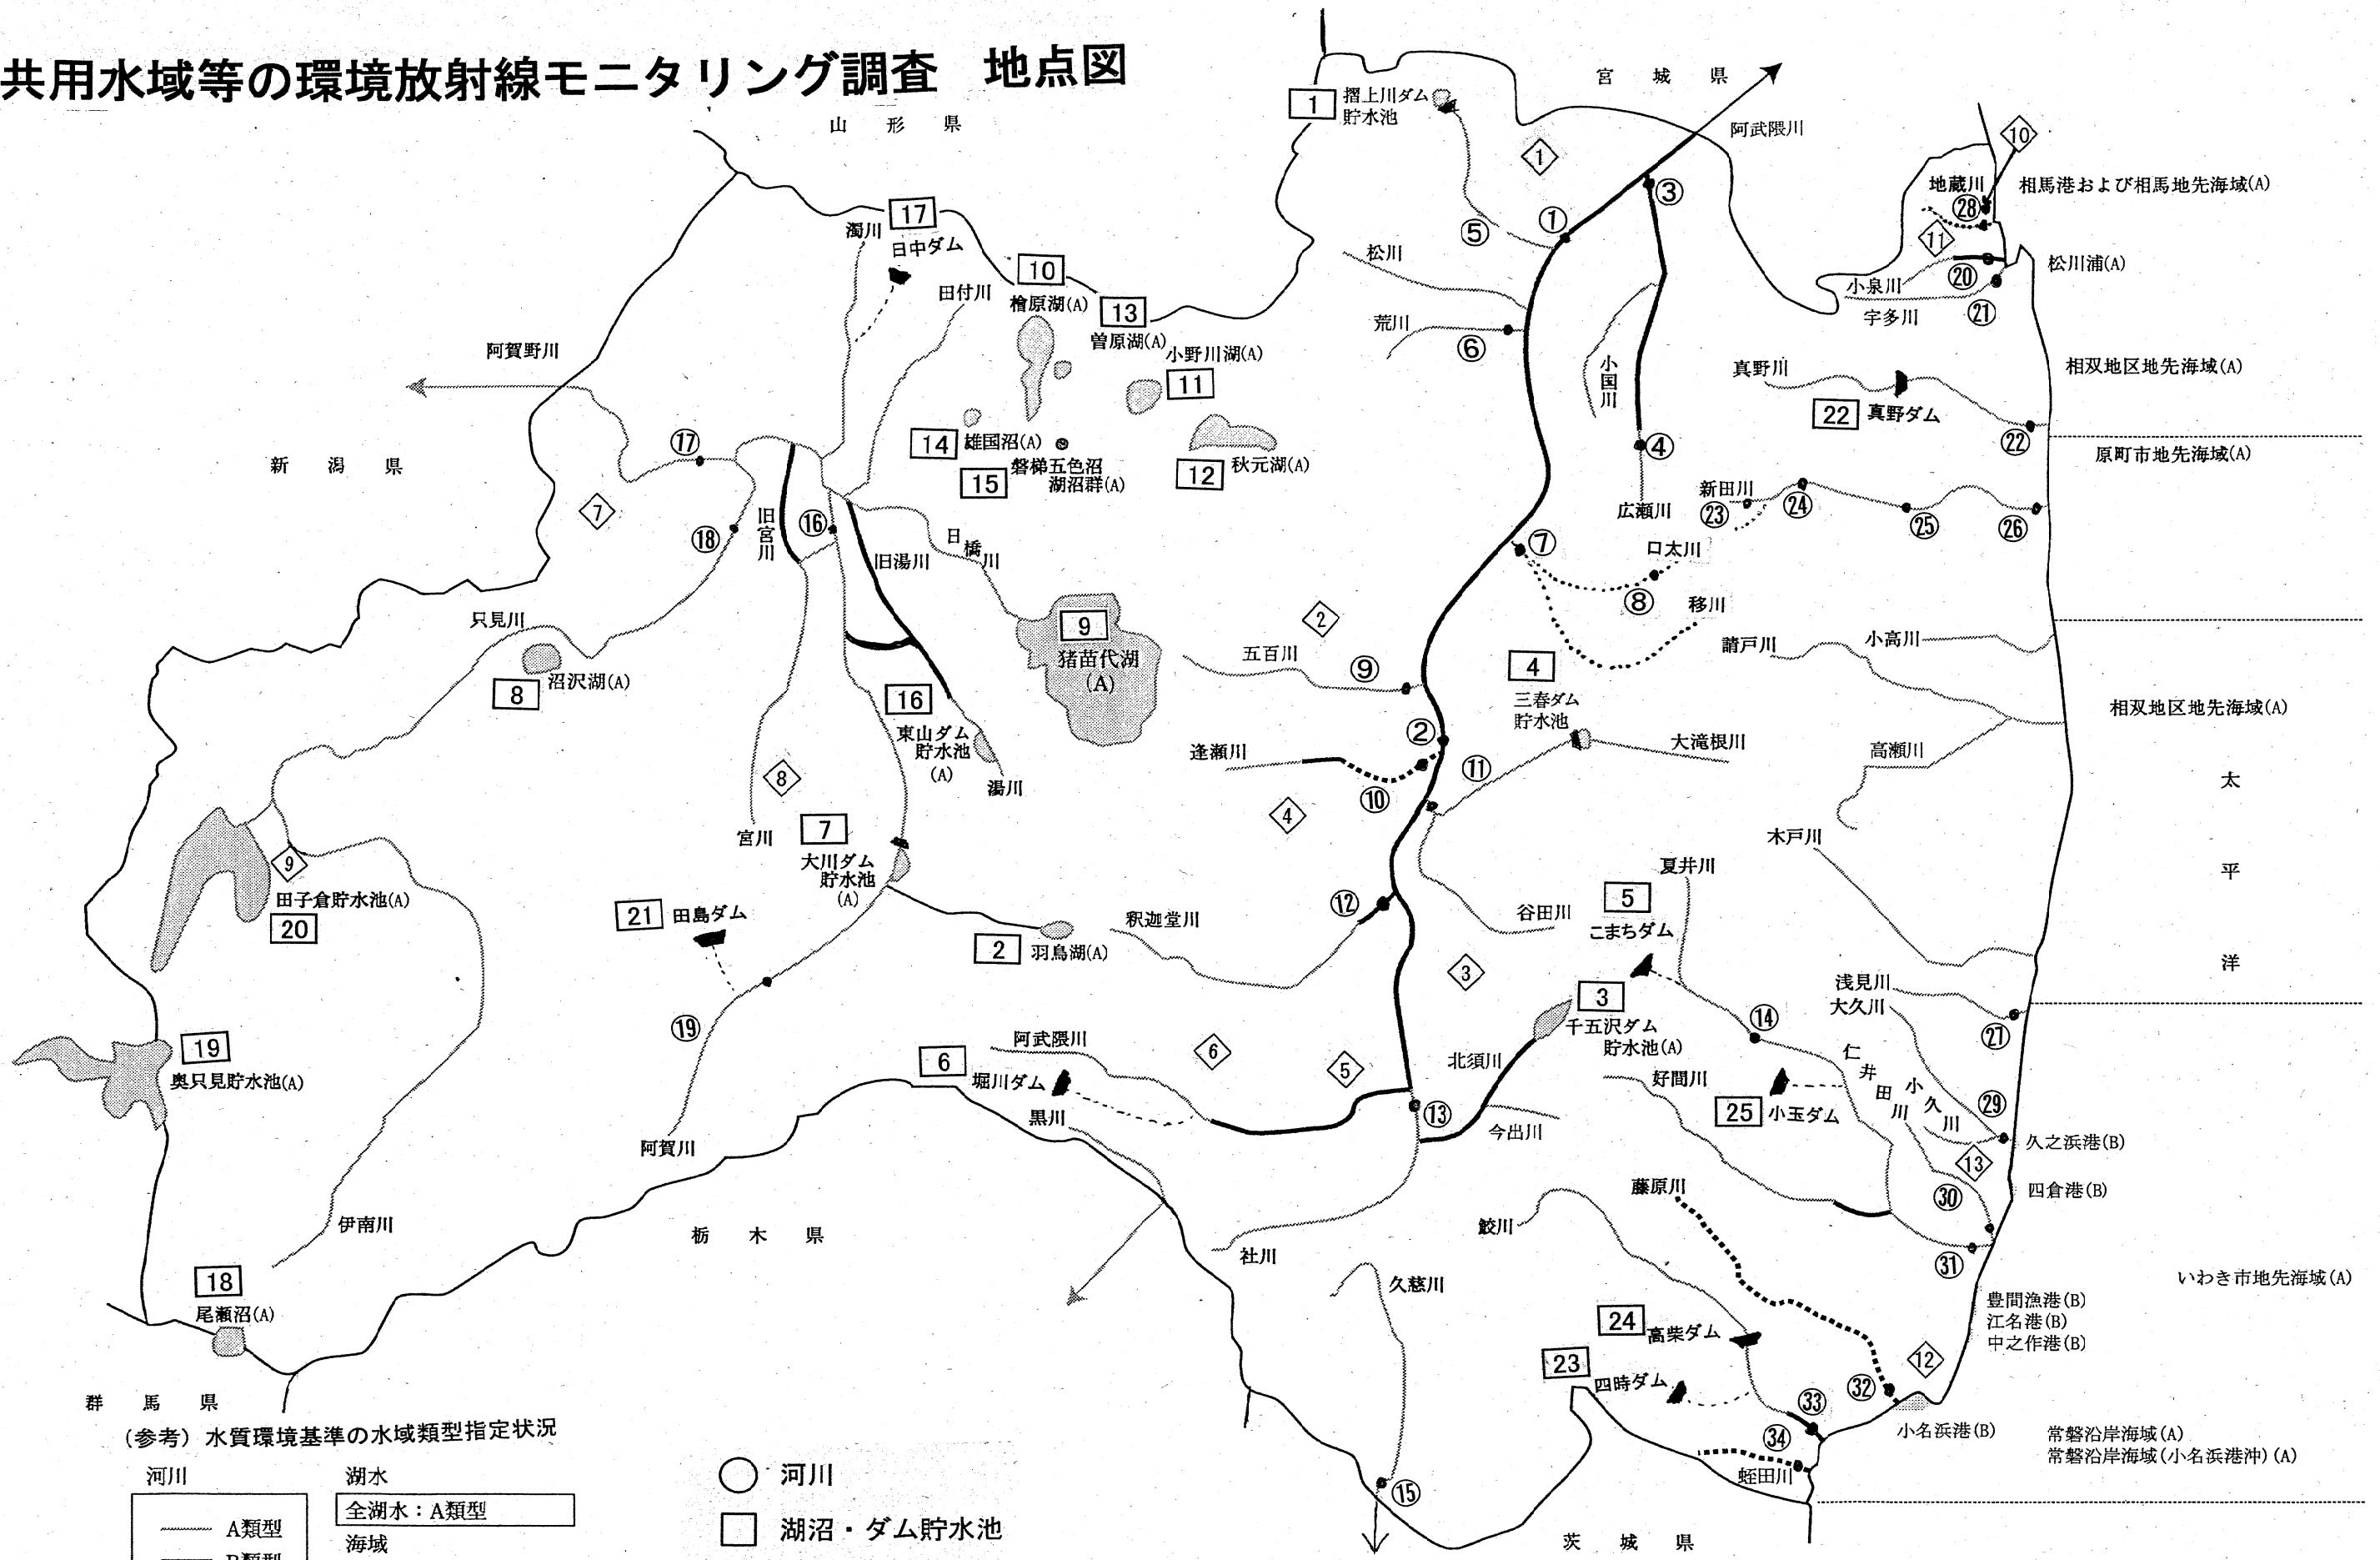 共用水域等の環境放射線モニタリング調査 地点図
山 形 県
宮 城 県
新 潟 県
栃 木 県
群 馬 県
茨 城 県
太
平
洋
1
摺上川ダム
貯水池
阿武隈川
①
②
③
④
⑤
⑥
⑦
⑧
⑨
⑩
⑪
⑫
⑬
⑭
⑮
⑯
⑰
⑱
⑲
⑳
㉑
㉒
㉓
㉔
㉕
㉖
㉗
㉘
㉙
㉚
㉛
㉜
㉝
㉞
1
2
3
4
5
6
7
8
9
10
11
12
13
17
日中ダム
濁川
田付川
10
檜原湖(A)
13
曽原湖(A)
小野川湖(A)
11
14
雄国沼(A)
15
磐梯五色沼
湖沼群(A)
12
秋元湖(A)
阿賀野川
旧
宮
川
旧湯川
日
橋
川
9
猪苗代湖
(A)
只見川
8
沼沢湖(A)
16
東山ダム
貯水池
(A)
湯川
宮川
7
大川ダム
貯水池
(A)
21
田島ダム
2
羽鳥湖(A)
田子倉貯水池(A)
20
19
奥只見貯水池(A)
伊南川
18
尾瀬沼(A)
阿賀川
松川
荒川
小
国
川
広瀬川
口太川
移川
五百川
4
三春ダム
貯水池
大滝根川
逢瀬川
谷田川
釈迦堂川
阿武隈川
6
堀川ダム
黒川
北須川
今出川
社川
久慈川
3
千五沢ダム
貯水池(A)
5
こまちダム
夏井川
好間川
25
小玉ダム
仁
井
田
川
小
久
川
藤原川
鮫川
24
高柴ダム
23
四時ダム
蛭田川
地蔵川
小泉川
宇多川
真野川
22
真野ダム
新田川
請戸川
小高川
高瀬川
木戸川
浅見川
大久川
相馬港および相馬地先海域(A)
松川浦(A)
相双地区地先海域(A)
原町市地先海域(A)
相双地区地先海域(A)
久之浜港(B)
四倉港(B)
いわき市地先海域(A)
豊間漁港(B)
江名港(B)
中之作港(B)
小名浜港(B)
常磐沿岸海域(A)
常磐沿岸海域(小名浜港沖)(A)
(参考) 水質環境基準の水域類型指定状況
河川
湖水
A類型
B類型
全湖水：A類型
海域
河川
湖沼・ダム貯水池